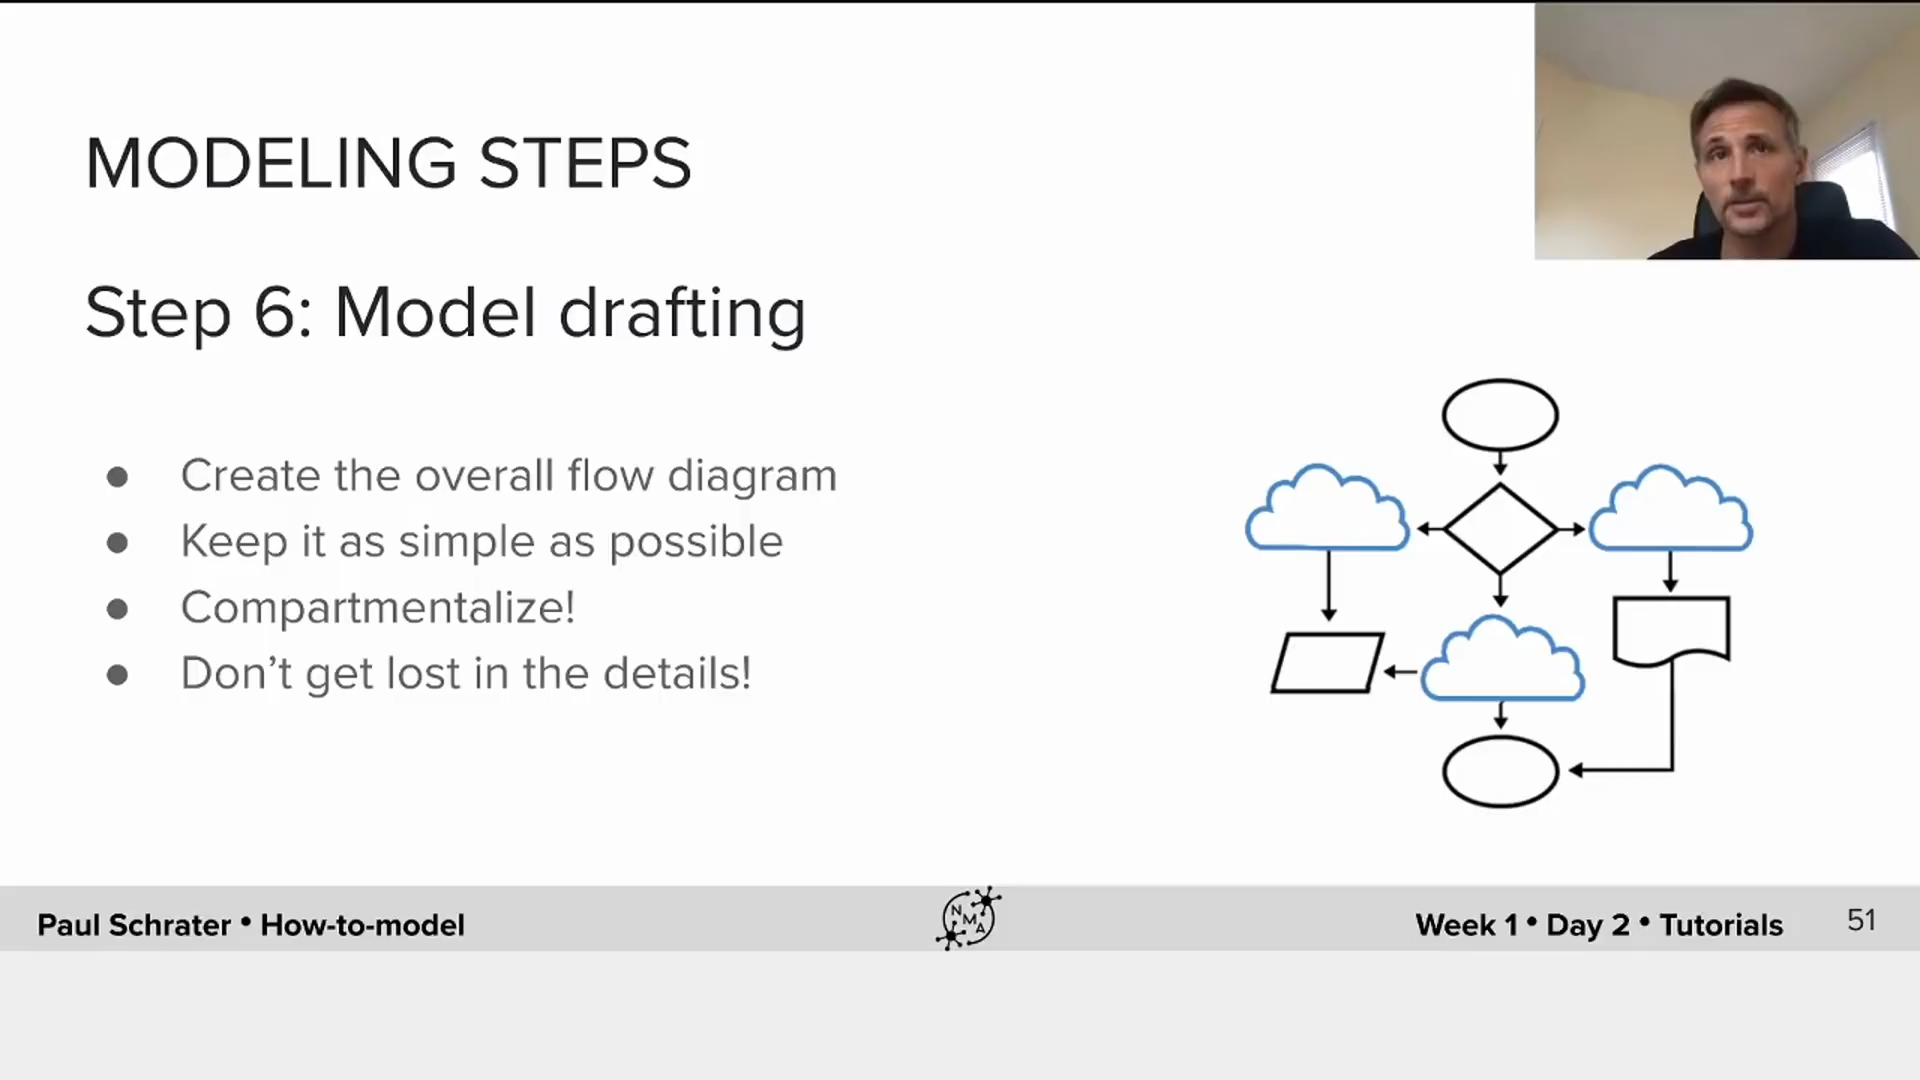 MODELING STEPS
Step 6: Model drafting
● Create the overall flow diagram
● Keep it as simple as possible
● Compartmentalize!
● Don’t get lost in the details!
Paul Schrater • How-to-model
N
M
A
Week 1 • Day 2 • Tutorials
51